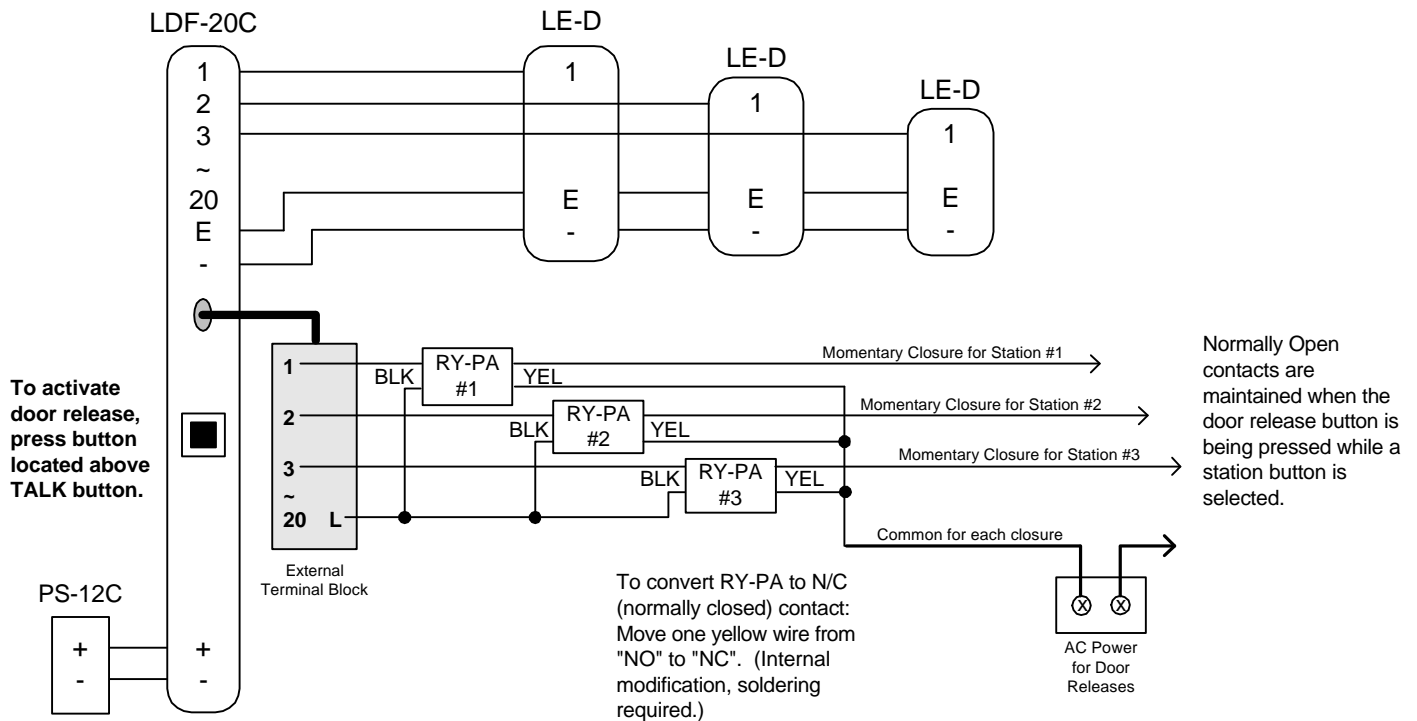 LDF-20C
LE-D
LE-D
LE-D
1
2
3
~
20
E
-
1
E
-
1
E
-
1
E
-
To activate
door release,
press button
located above
TALK button.
1
2
3
~
20 L
External
Terminal Block
BLK
RY-PA
#1
YEL
Momentary Closure for Station #1
BLK
RY-PA
#2
YEL
Momentary Closure for Station #2
BLK
RY-PA
#3
YEL
Momentary Closure for Station #3
Common for each closure
Normally Open
contacts are
maintained when the
door release button is
being pressed while a
station button is
selected.
PS-12C
+
-
+
-
To convert RY-PA to N/C
(normally closed) contact:
Move one yellow wire from
"NO" to "NC". (Internal
modification, soldering
required.)
X X
AC Power
for Door
Releases